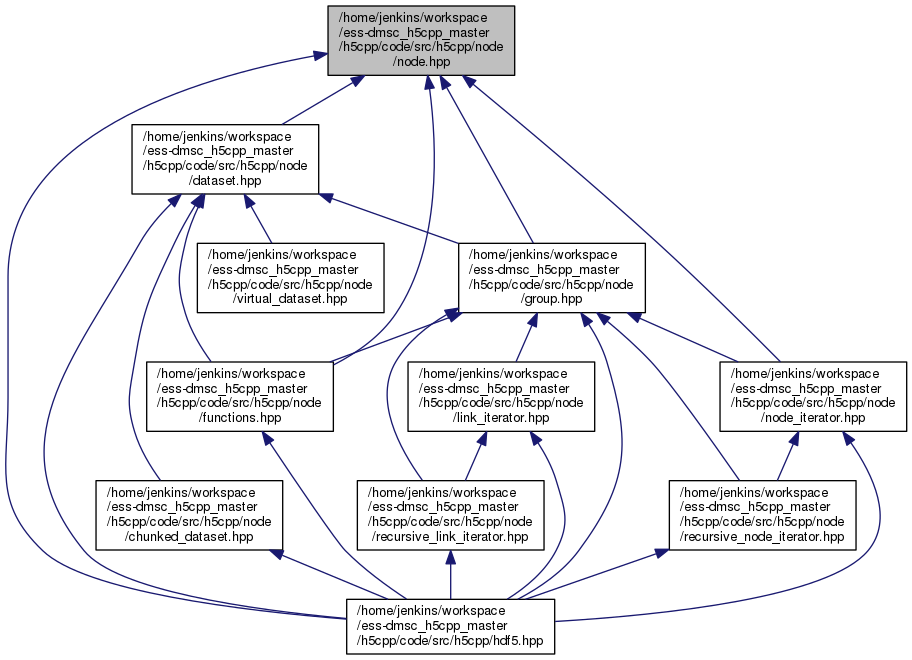 /home/jenkins/workspace
/ess-dmsc_h5cpp_master
/h5cpp/code/src/h5cpp/node
/node.hpp
/home/jenkins/workspace
/ess-dmsc_h5cpp_master
/h5cpp/code/src/h5cpp/node
/dataset.hpp
/home/jenkins/workspace
/ess-dmsc_h5cpp_master
/h5cpp/code/src/h5cpp/node
/virtual_dataset.hpp
/home/jenkins/workspace
/ess-dmsc_h5cpp_master
/h5cpp/code/src/h5cpp/node
/group.hpp
/home/jenkins/workspace
/ess-dmsc_h5cpp_master
/h5cpp/code/src/h5cpp/node
/functions.hpp
/home/jenkins/workspace
/ess-dmsc_h5cpp_master
/h5cpp/code/src/h5cpp/node
/link_iterator.hpp
/home/jenkins/workspace
/ess-dmsc_h5cpp_master
/h5cpp/code/src/h5cpp/node
/node_iterator.hpp
/home/jenkins/workspace
/ess-dmsc_h5cpp_master
/h5cpp/code/src/h5cpp/node
/chunked_dataset.hpp
/home/jenkins/workspace
/ess-dmsc_h5cpp_master
/h5cpp/code/src/h5cpp/node
/recursive_link_iterator.hpp
/home/jenkins/workspace
/ess-dmsc_h5cpp_master
/h5cpp/code/src/h5cpp/node
/recursive_node_iterator.hpp
/home/jenkins/workspace
/ess-dmsc_h5cpp_master
/h5cpp/code/src/h5cpp/hdf5.hpp